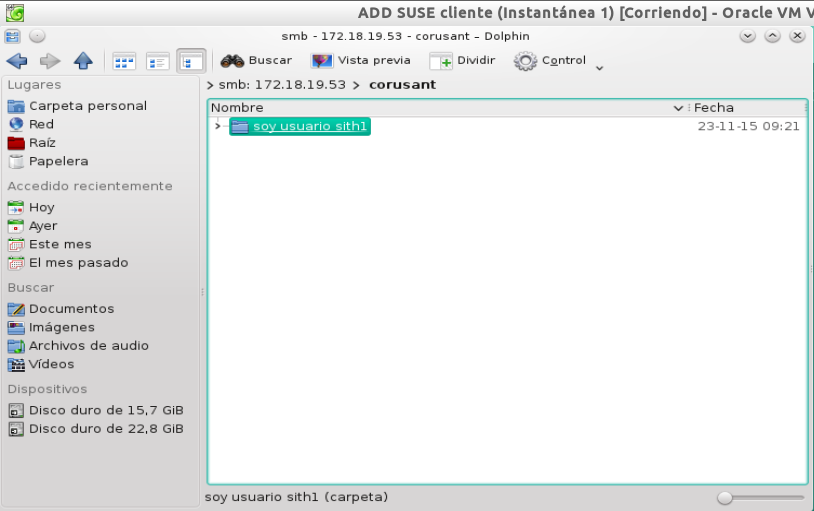 ADD SUSE cliente (Instantánea 1) [Corriendo] - Oracle VM V
smb - 172.18.19.53 - corusant – Dolphin
Buscar Vista previa Dividir Control
Lugares
> smb: 172.18.19.53 > corusant
Carpeta personal
Red
Raíz
Papelera
Accedido recientemente
Hoy
Ayer
Este mes
El mes pasado
Buscar
Documentos
Imágenes
Archivos de audio
Vídeos
Dispositivos
Disco duro de 15,7 GiB
Disco duro de 22,8 GiB
Nombre Fecha
soy usuario sith1 23-11-15 09:21
soy usuario sith1 (carpeta)